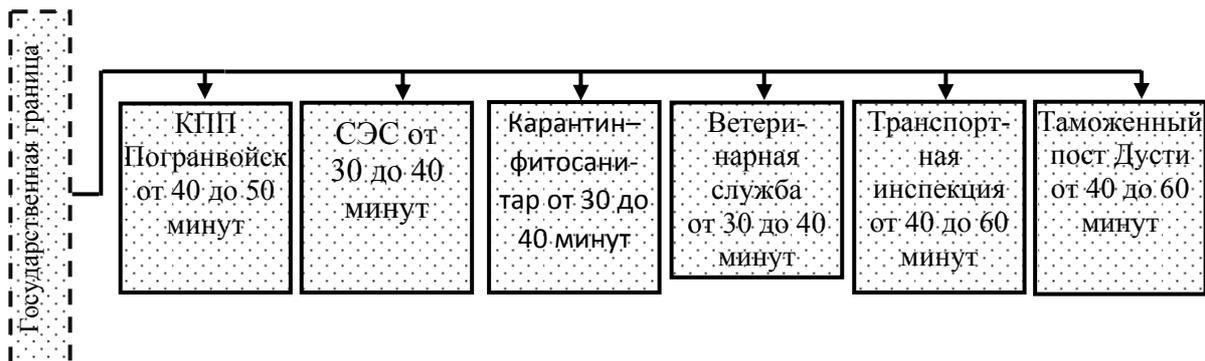 Государственная граница
КПП
Погранвойск
от 40 до 50
минут
СЭС от
30 до 40
минут
Карантин–
фитосани-
тар от 30 до
40 минут
Ветери-
нарная
служба
от 30 до 40
минут
Транспорт-
ная
инспекция
от 40 до 60
минут
Таможенный
пост Дусти
от 40 до 60
минут